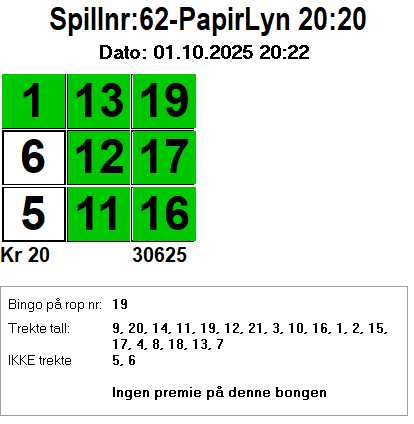 Spillnr:62-PapirLyn 20:20
Dato: 01.10.2025 20:22
1 13 19
6 12 17
5 11 16
Kr 20 30625
Bingo på rop nr: 19
Trekte tall: 9, 20, 14, 11, 19, 12, 21, 3, 10, 16, 1, 2, 15,
17, 4, 8, 18, 13, 7
IKKE trekte 5, 6
Ingen premie på denne bongen